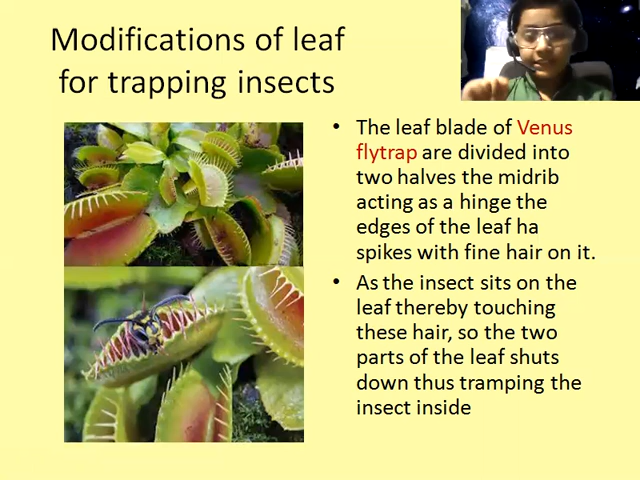 Modifications of leaf
for trapping insects
• The leaf blade of Venus
flytrap are divided into
two halves the midrib
acting as a hinge the
edges of the leaf ha
spikes with fine hair on it.
• As the insect sits on the
leaf thereby touching
these hair, so the two
parts of the leaf shuts
down thus tramping the
insect inside